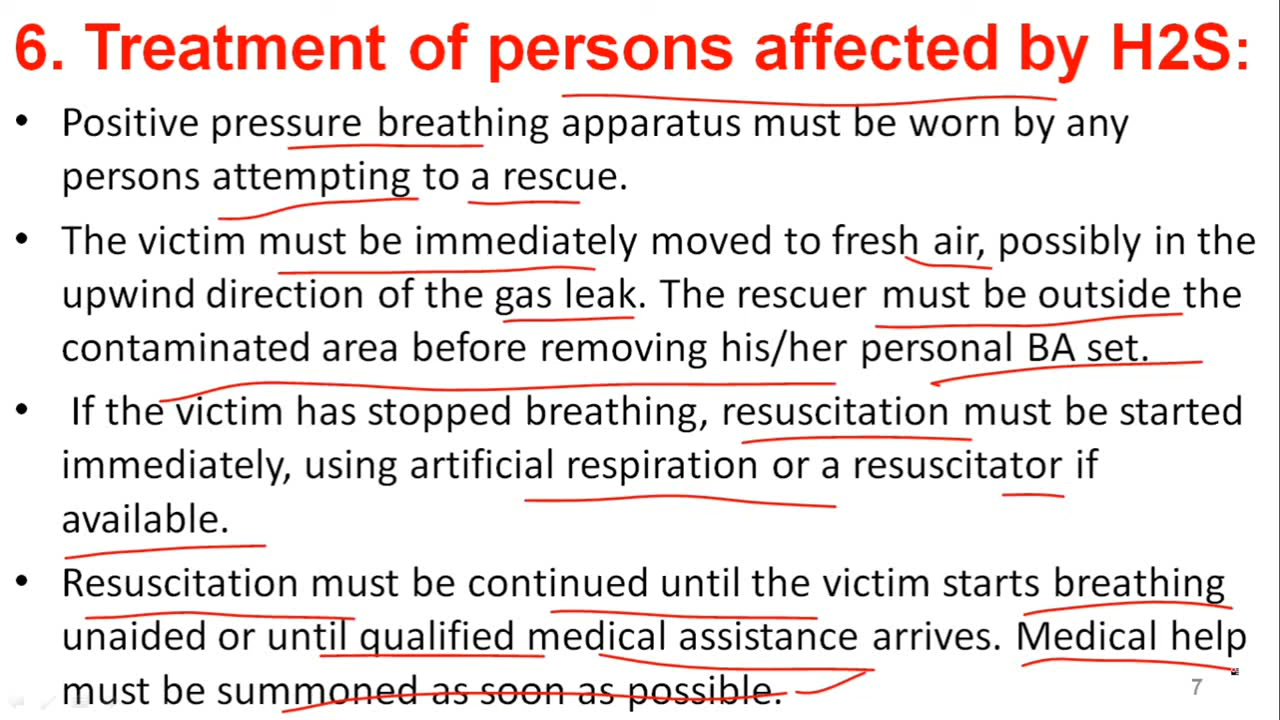 6. Treatment of persons affected by H2S:
• Positive pressure breathing apparatus must be worn by any
persons attempting to a rescue.
• The victim must be immediately moved to fresh air, possibly in the
upwind direction of the gas leak. The rescuer must be outside the
contaminated area before removing his/her personal BA set.
• If the victim has stopped breathing, resuscitation must be started
immediately, using artificial respiration or a resuscitator if
available.
• Resuscitation must be continued until the victim starts breathing
unaided or until qualified medical assistance arrives. Medical help
must be summoned as soon as possible.
7